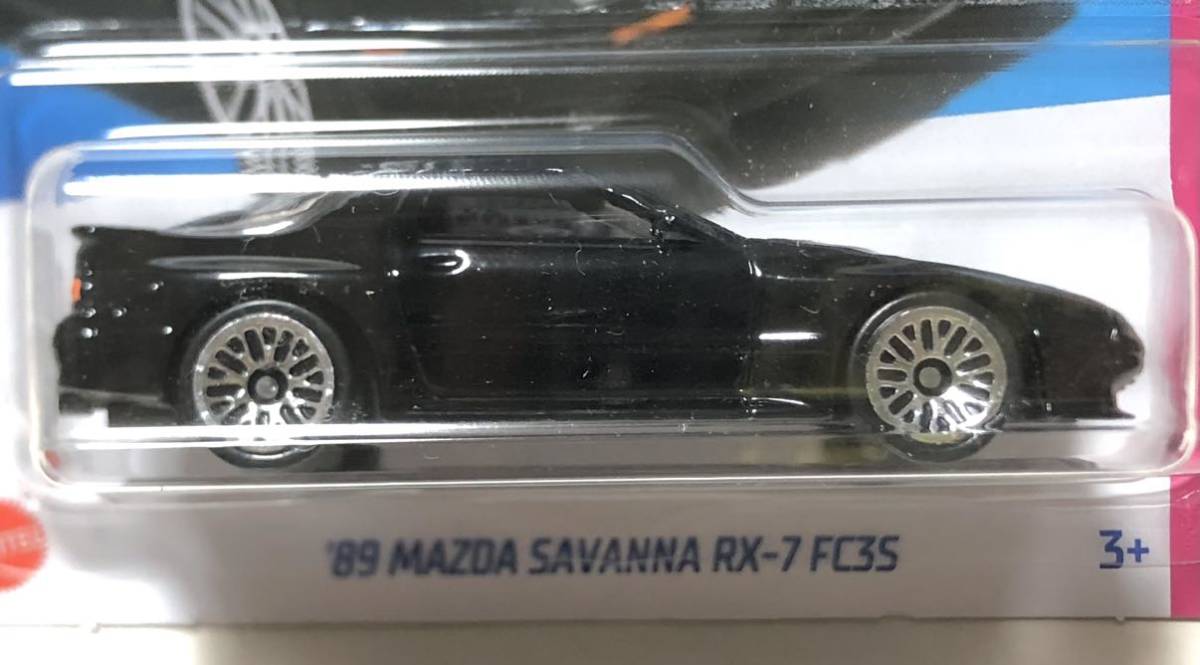 '89 MAZDA SAVANNA RX-7 FC3S
3+